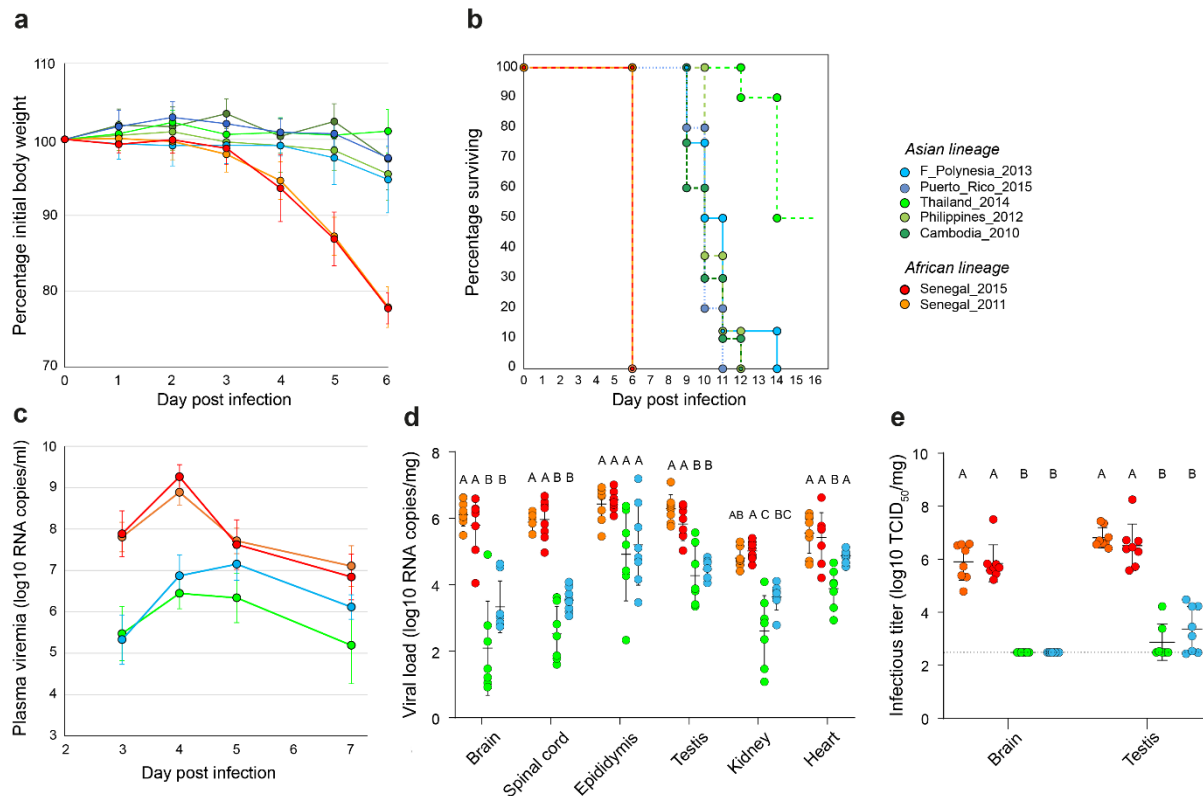 a
110
100
90
80
70
Percentage initial body weight
0 1 2 3 4 5 6
Day post infection
b
100
90
80
70
60
50
40
30
20
10
0
Percentage surviving
0 1 2 3 4 5 6 7 8 9 10 11 12 13 14 15 16
Day post infection
Asian lineage
F_Polynesia_2013
Puerto_Rico_2015
Thailand_2014
Philippines_2012
Cambodia_2010
African lineage
Senegal_2015
Senegal_2011
c
10
9
8
7
6
5
4
3
Plasma viremia (log10 RNA copies/ml)
2 3 4 5 6 7
Day post infection
d
8
6
4
2
0
Viral load (log10 RNA copies/mg)
A A B B A A B B A A A A A A B B AB A C BC A A B A
Brain
Spinal cord
Epididymis
Testis
Kidney
Heart
e
10
8
6
4
2
0
Infectious titer (log10 TCID50/mg)
A A B B A A B B
Brain
Testis